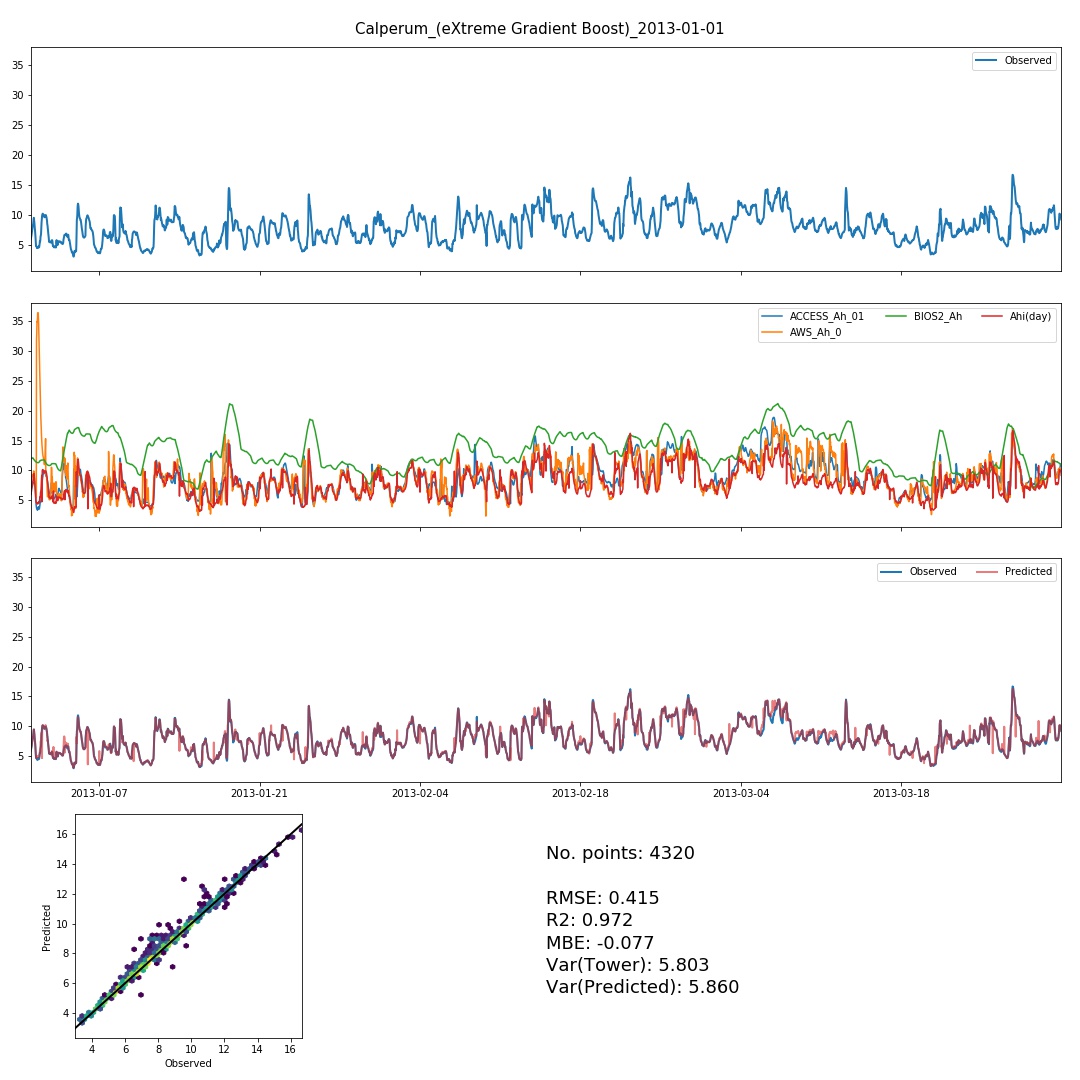 Calperum_(eXtreme Gradient Boost)_2013-01-01
35
30
25
20
15
10
5
Observed
35
30
25
20
15
10
5
ACCESS_Ah_01 BIOS2_Ah Ahi(day)
AWS_Ah_0
35
30
25
20
15
10
5
Observed Predicted
2013-01-07 2013-01-21 2013-02-04 2013-02-18 2013-03-04 2013-03-18
16
14
12
10
8
6
4
Predicted
4 6 8 10 12 14 16
Observed
No. points: 4320
RMSE: 0.415
R2: 0.972
MBE: -0.077
Var(Tower): 5.803
Var(Predicted): 5.860